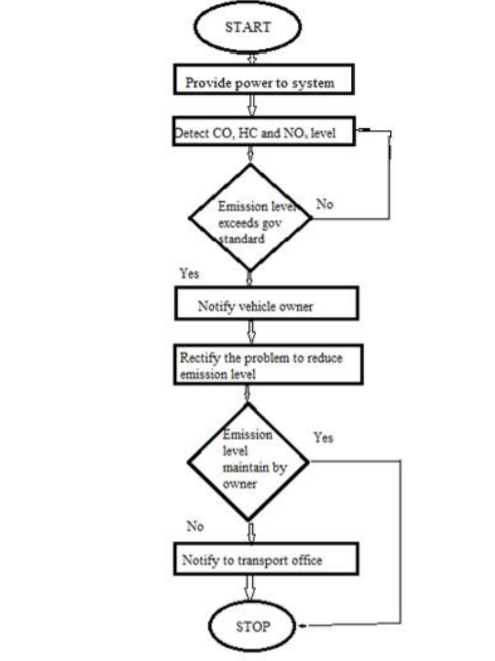 START
Provide power to system
Detect CO, HC and NOₓ level
Emission level
exceeds gov
standard
No
Yes
Notify vehicle owner
Rectify the problem to reduce
emission level
Emission
level
maintain by
owner
Yes
No
Notify to transport office
STOP